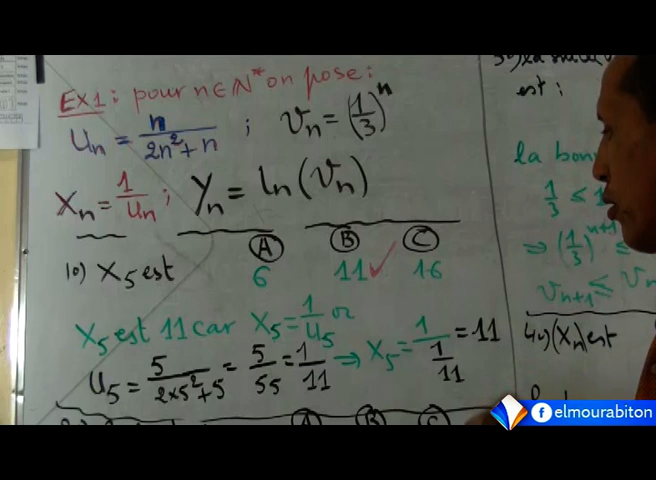 EX1 : pour n∈ℕ* on pose :
Un = n/(2n²+n) ; Vn = (1/3)^n
Xn = 1/Un ; Yn = ln(Vn)
A B C
1°) X5 est 6 11 ✓ 16
X5 est 11 car X5 = 1/U5 or
U5 = 5/(2×5²+5) = 5/55 = 1/11 ⇒ X5 = 1/(1/11) = 11
A B C
est :
la bon
1/3 ≤ 1
⇒ (1/3)^(n+1) ≤
Vn+1 ≤ Vn
4°) (Xn) est
elmourabiton